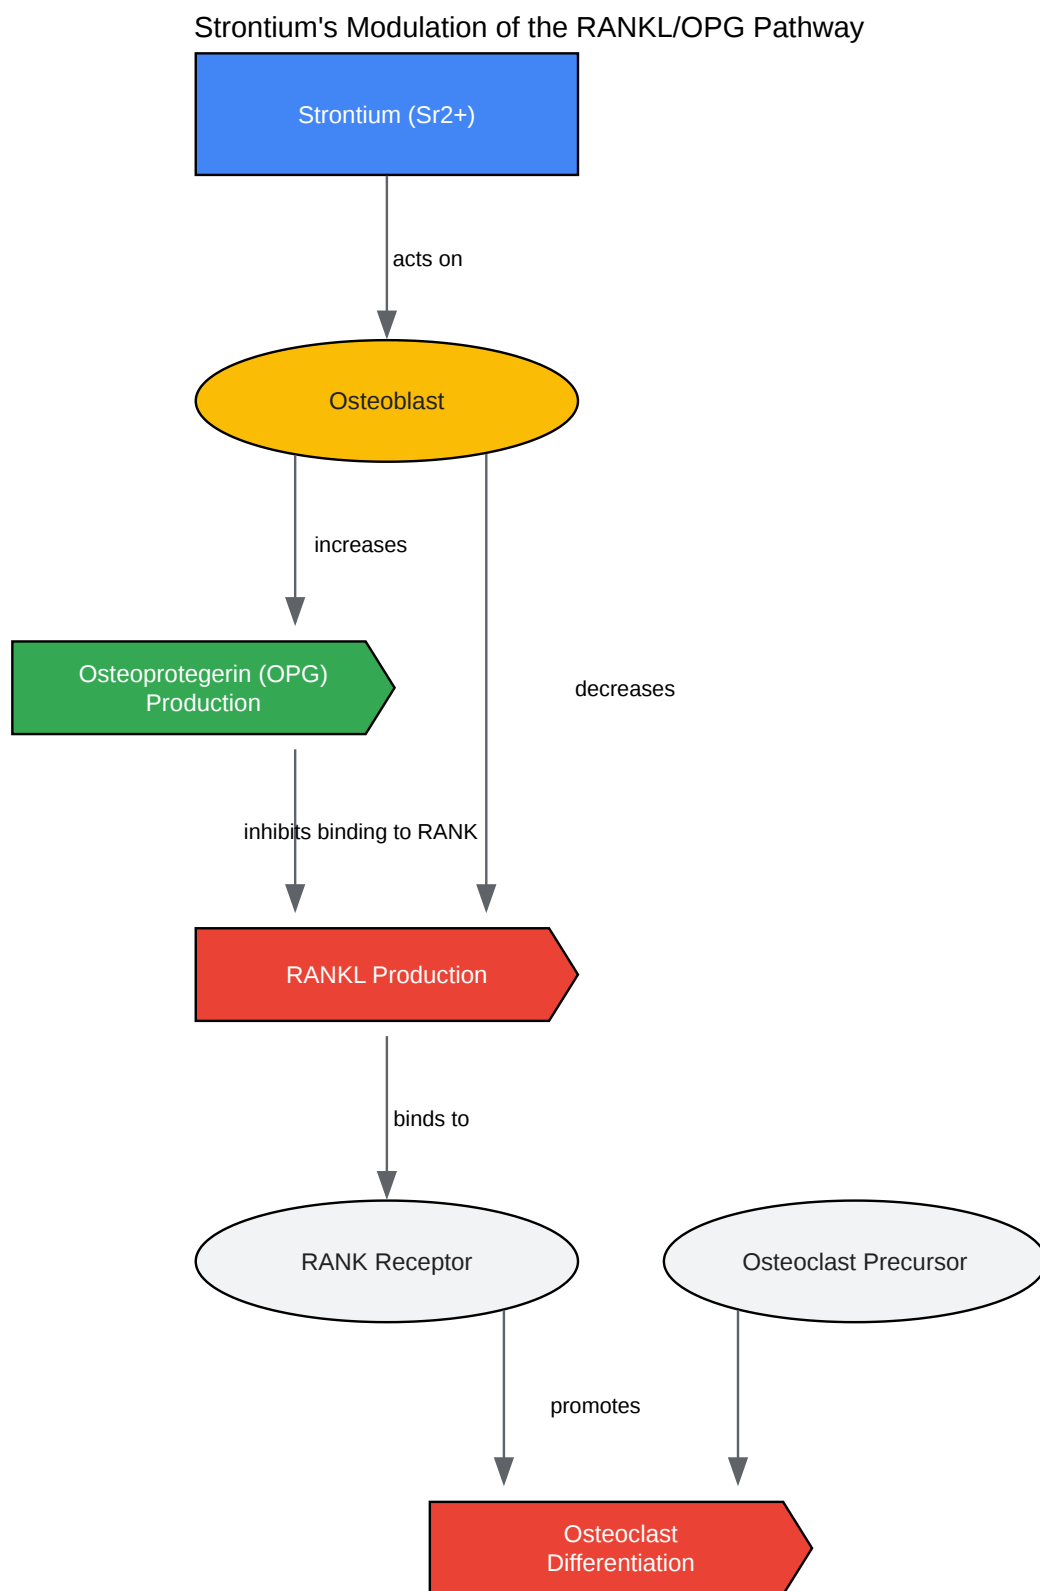 Strontium's Modulation of the RANKL/OPG Pathway
Strontium (Sr2+)
acts on
Osteoblast
increases
Osteoprotegerin (OPG)
Production
decreases
inhibits binding to RANK
RANKL Production
binds to
RANK Receptor
Osteoclast Precursor
promotes
Osteoclast
Differentiation